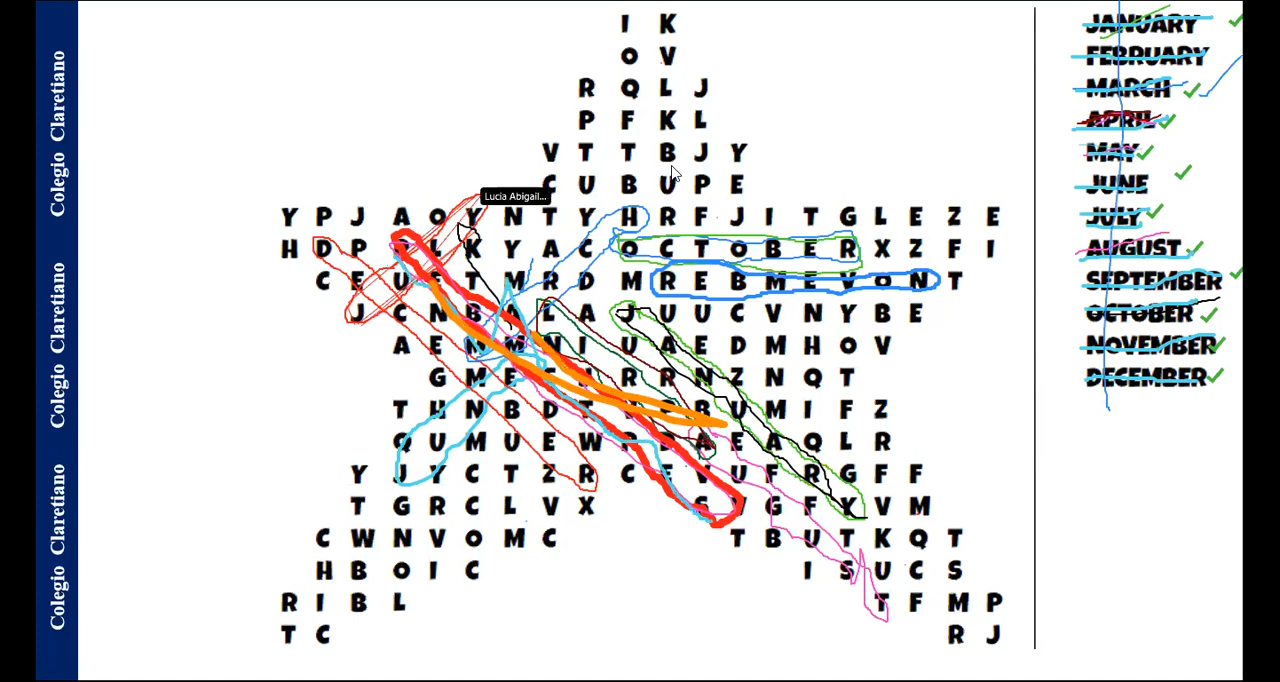 Colegio Claretiano
Colegio Claretiano
Colegio Claretiano
Lucia Abigail...
I K
O V
R Q L J
P F K L
V T T B J Y
C U B U P E
Y P J A O Y N T Y H R F J I T G L E Z E
H D P L K Y A C O C T O B E R X Z F I
C E U S T M R D M R E B M E V O N T
J C N B A L A J U U C V N Y B E
A E N M N I U A E D M H O V
G M E R R N Z N Q T
T H N B D T B U M I F Z
Q U M U E W R D A E A Q L R
Y J Y C T Z R C E V U F R G F F
T G R C L V X S V G F Y V M
C W N V O M C T B U T K Q T
H B O I C I S U C S
R I B L T F M P
T C R J
JANUARY
FEBRUARY
MARCH
APRIL
MAY
JUNE
JULY
AUGUST
SEPTEMBER
OCTOBER
NOVEMBER
DECEMBER